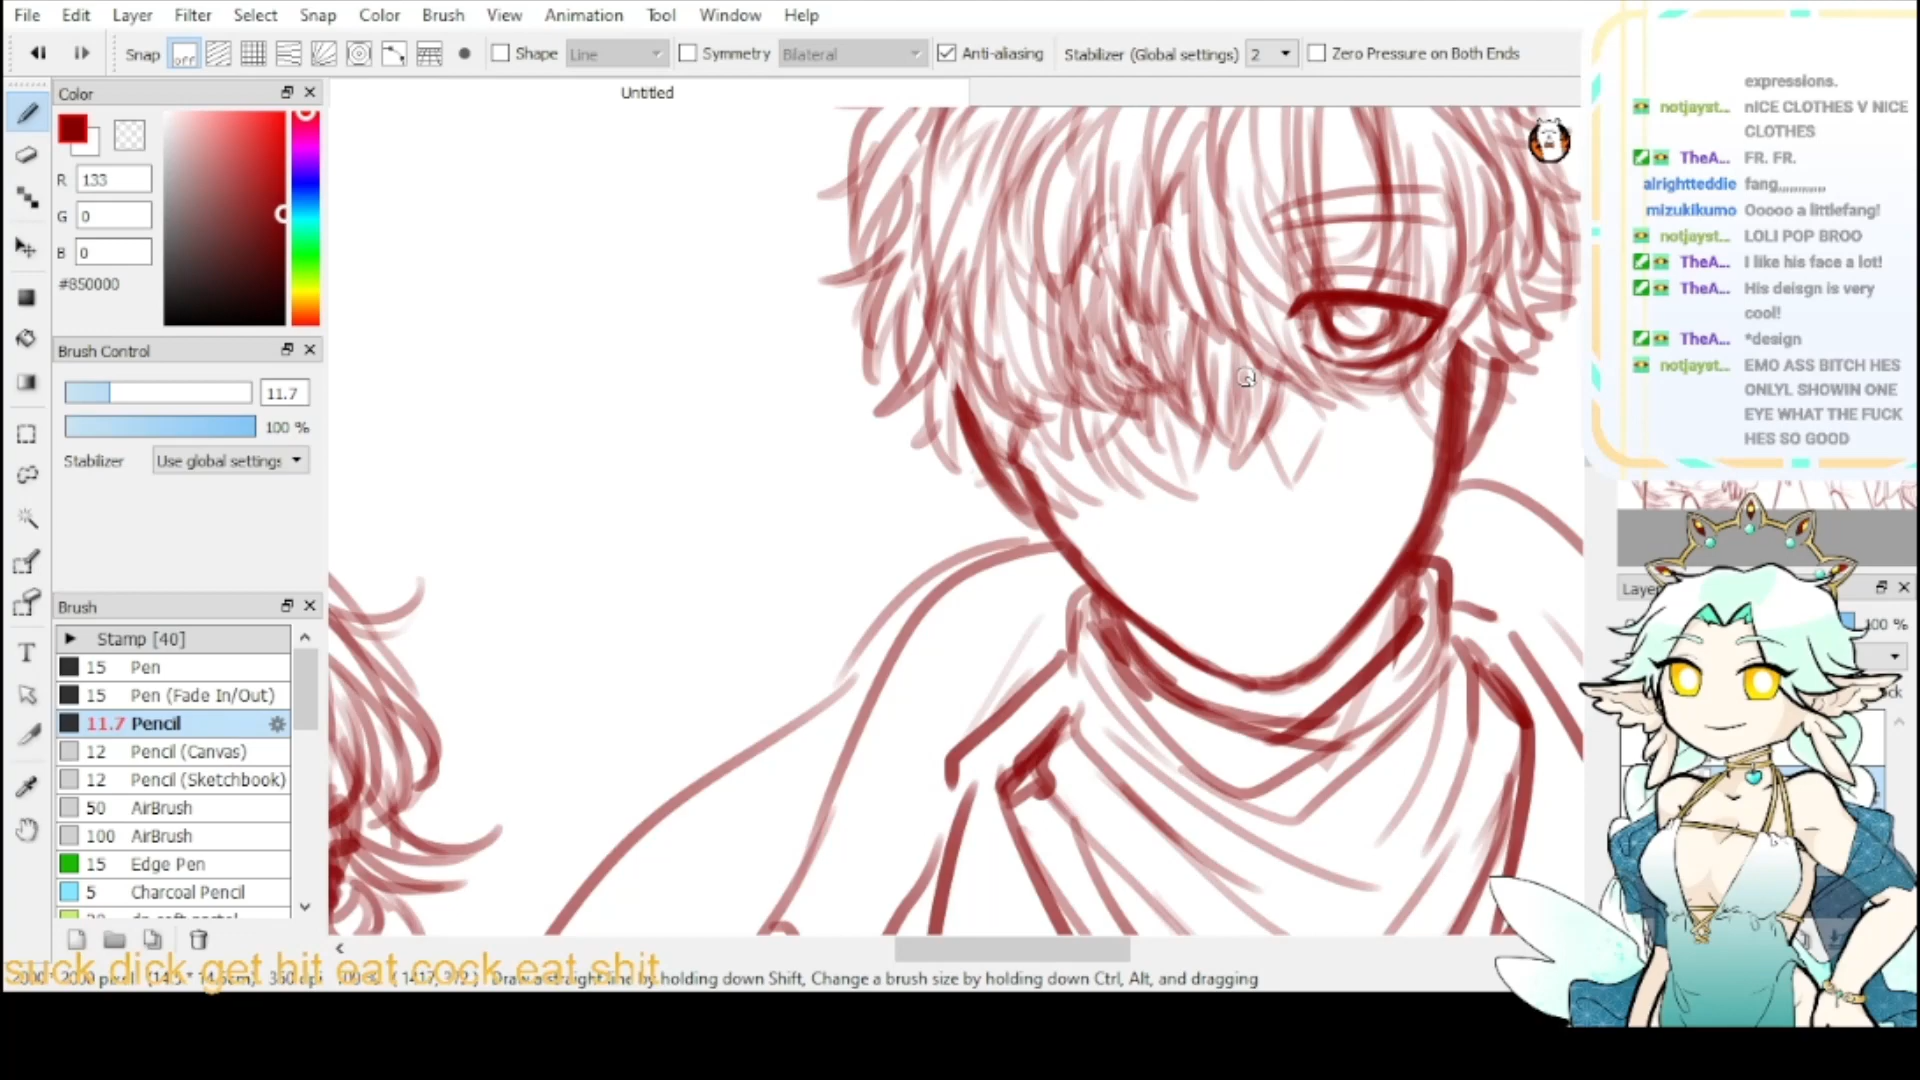 File Edit Layer Filter Select Snap Color Brush View Animation Tool Window Help
Snap off Shape Line Symmetry Bilateral Anti-aliasing Stabilizer (Global settings) 2 Zero Pressure on Both Ends
Color
Untitled
R 133
G 0
B 0
#850000
Brush Control
11.7
100 %
Stabilizer Use global settings
Brush
Stamp [40]
15 Pen
15 Pen (Fade In/Out)
11.7 Pencil
12 Pencil (Canvas)
12 Pencil (Sketchbook)
50 AirBrush
100 AirBrush
15 Edge Pen
5 Charcoal Pencil
suck dick get hit eat cock eat shit
by holding down Shift, Change a brush size by holding down Ctrl, Alt, and dragging
expressions.
notjayst... nICE CLOTHES V NICE
CLOTHES
TheA... FR. FR.
alrightteddie fang,,,,,,,,,,,,
mizukikumo Ooooo a littlefang!
notjayst... LOLI POP BROO
TheA... I like his face a lot!
TheA... His deisgn is very
cool!
TheA... *design
notjayst... EMO ASS BITCH HES
ONLYL SHOWIN ONE
EYE WHAT THE FUCK
HES SO GOOD
100 %